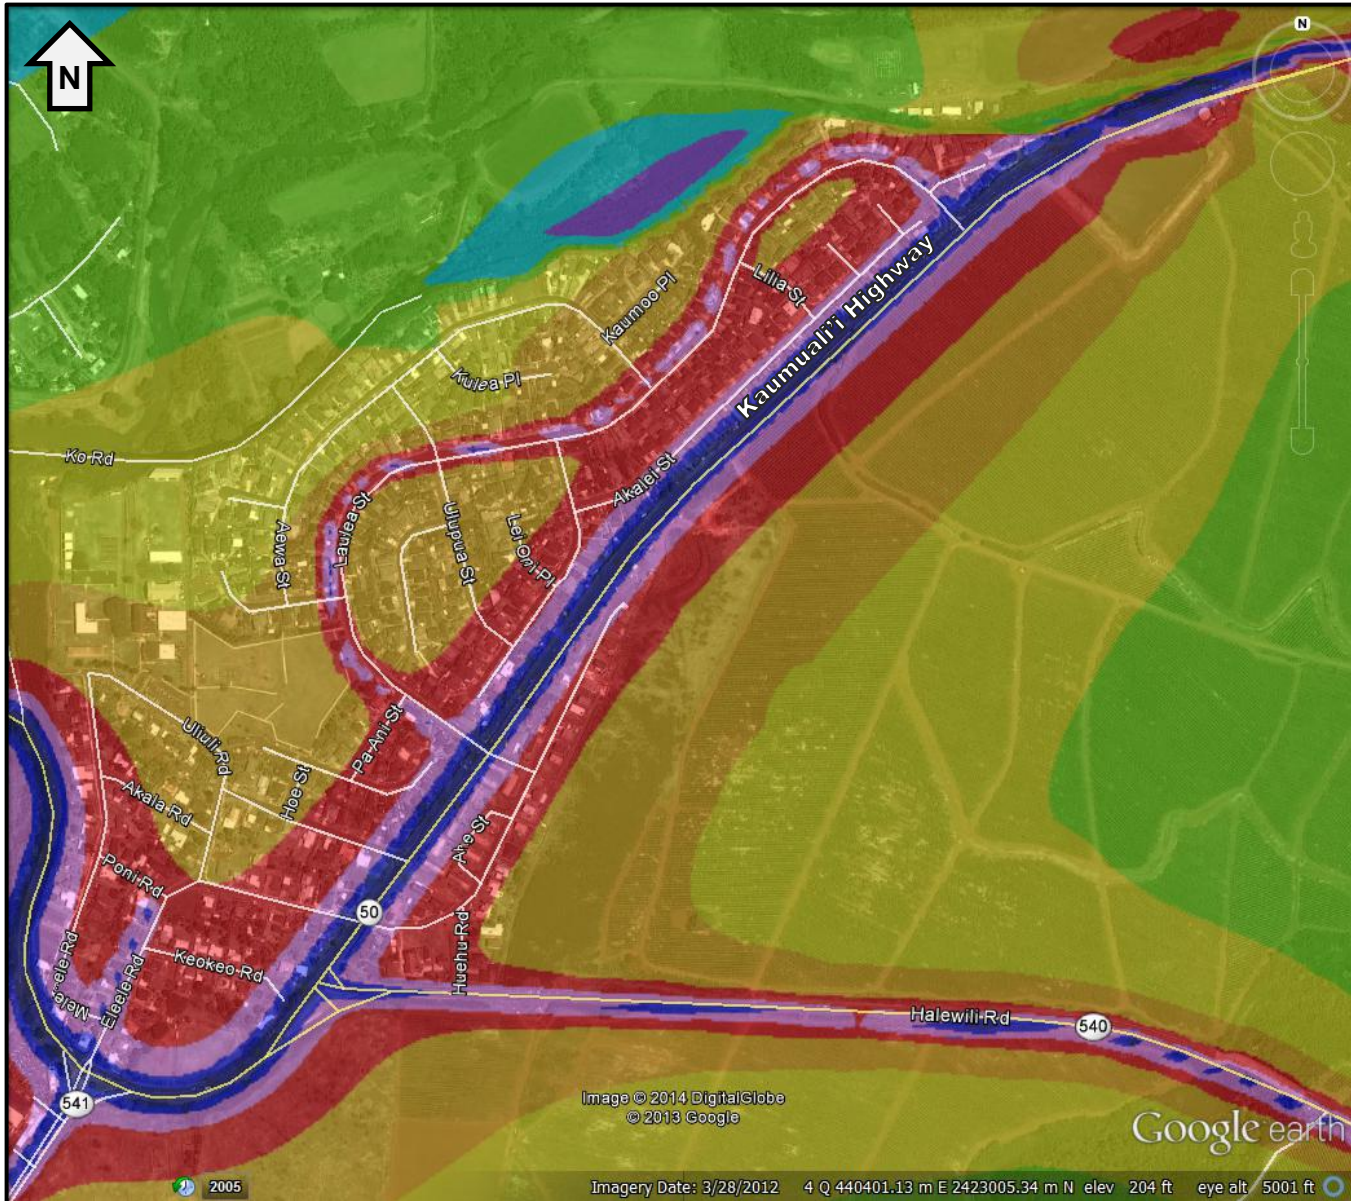 N
N
Kaumoo Pl
Lilla St
Kaumuali'i Highway
Kulea Pl
Ko Rd
Akalei St
Laulea St
Ulupua St
Lei Oni Pl
Aewa St
Uliuli Rd
Pa Ani St
Hoe St
Akala Rd
Ahe St
Poni Rd
50
Huehu Rd
Keokeo Rd
Eleele Rd
Mele
ele Rd
Halewili Rd
540
541
Image © 2014 DigitalGlobe
© 2013 Google
Google earth
2005
Imagery Date: 3/28/2012 4 Q 440401.13 m E 2423005.34 m N elev 204 ft eye alt 5001 ft